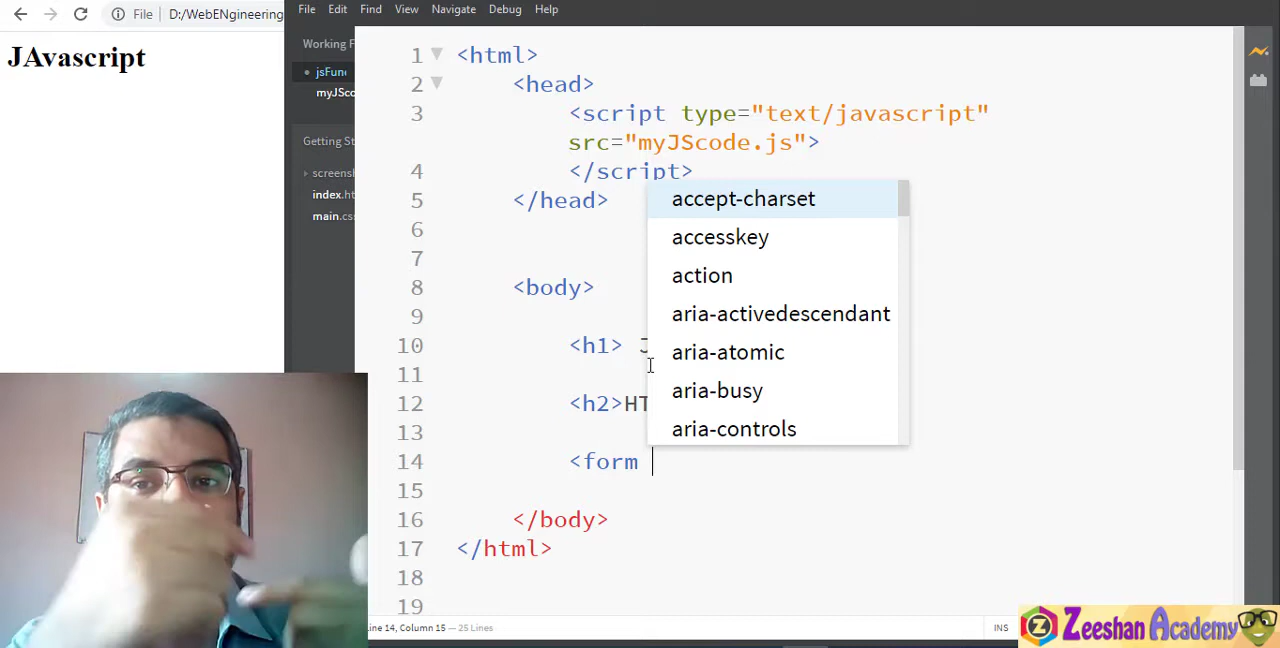 File D:/WebENgineering
JAvascript
File Edit Find View Navigate Debug Help
Working F
jsFunc
myJSco
Getting St
screensh
index.ht
main.cs
1 <html>
2 <head>
3 <script type="text/javascript"
src="myJScode.js">
4 </script>
5 </head>
6
7
8 <body>
9
10 <h1> J
11
12 <h2>HT
13
14 <form
15
16 </body>
17 </html>
18
19
accept-charset
accesskey
action
aria-activedescendant
aria-atomic
aria-busy
aria-controls
Line 14, Column 15 — 25 Lines
INS
Zeeshan Academy